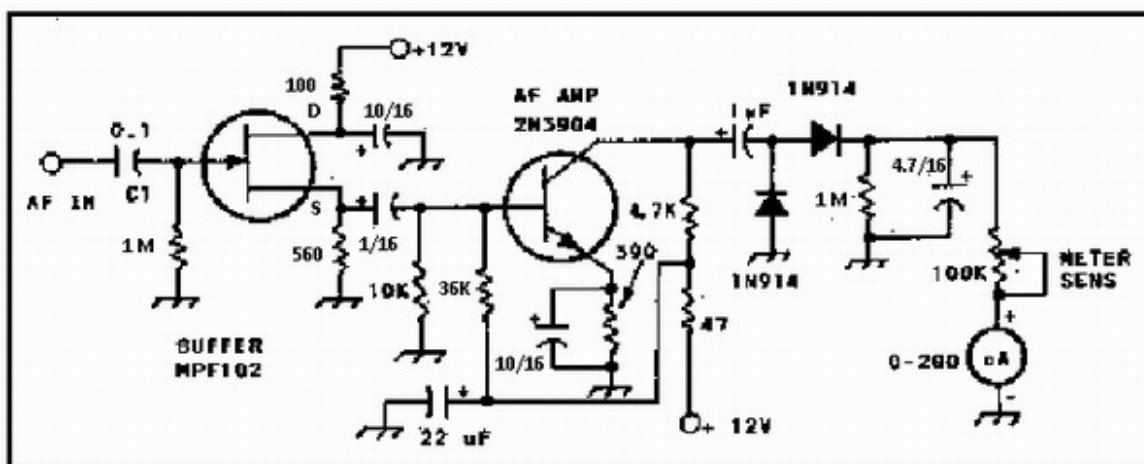 +12V
100
D
10/16
0.1
C1
AF IN
1M
S
1/16
560
10K
36K
BUFFER
MPF102
22 uF
AF AMP
2N3904
390
10/16
4.7K
47
+ 12V
1uF
1N914
1N914
1M
4.7/16
100K
METER
SENS
0-200
uA